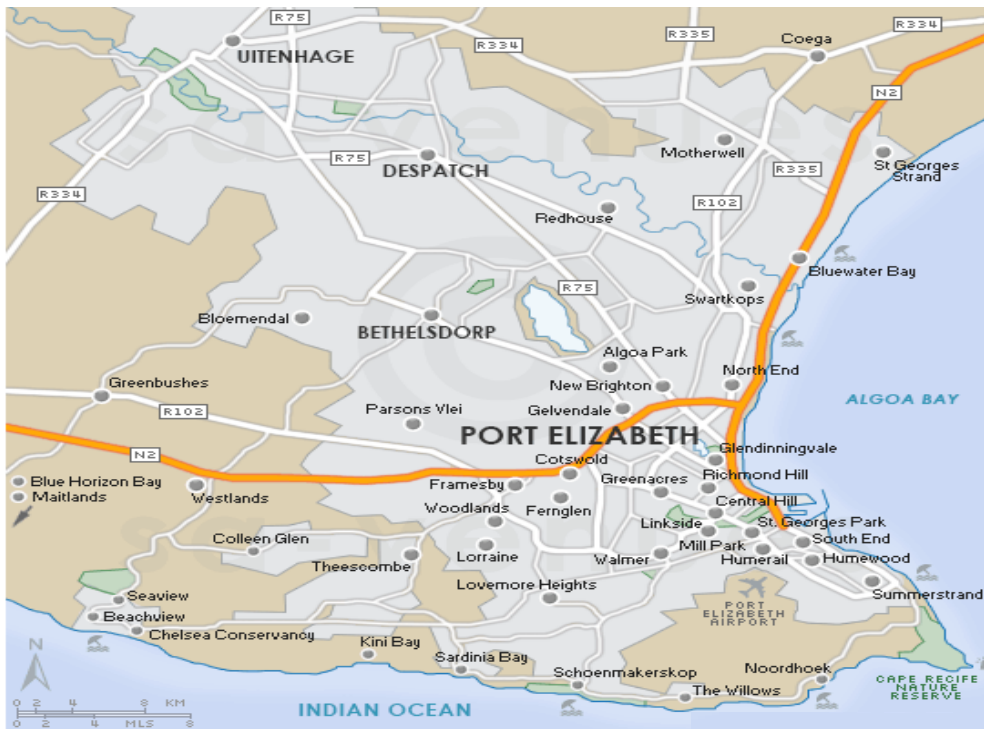 R75
R334
R335
R334
UITENHAGE
Coega
N2
Motherwell
R75
DESPATCH
R335
St Georges
Strand
R334
R102
Redhouse
Bluewater Bay
R75
Swartkops
Bloemendal
BETHELSDORP
Algoa Park
Greenbushes
New Brighton
North End
R102
Parsons Vlei
Gelvendale
ALGOA BAY
PORT ELIZABETH
Glendinningvale
N2
Cotswold
Richmond Hill
Blue Horizon Bay
Greenacres
Maitlands
Westlands
Framesby
Central Hill
Woodlands
Fernglen
Linkside
St. Georges Park
Colleen Glen
South End
Mill Park
Theescombe
Lorraine
Walmer
Humerail
Humewood
Lovemore Heights
Summerstrand
Seaview
PORT
ELIZABETH
AIRPORT
Beachview
Chelsea Conservancy
N
Kini Bay
Sardinia Bay
Schoenmakerskop
Noordhoek
CAPE RECIFE
NATURE
RESERVE
The Willows
0 2 4 8 KM
INDIAN OCEAN
0 2 4 MLS 8
sa-venues
sa-venues
©